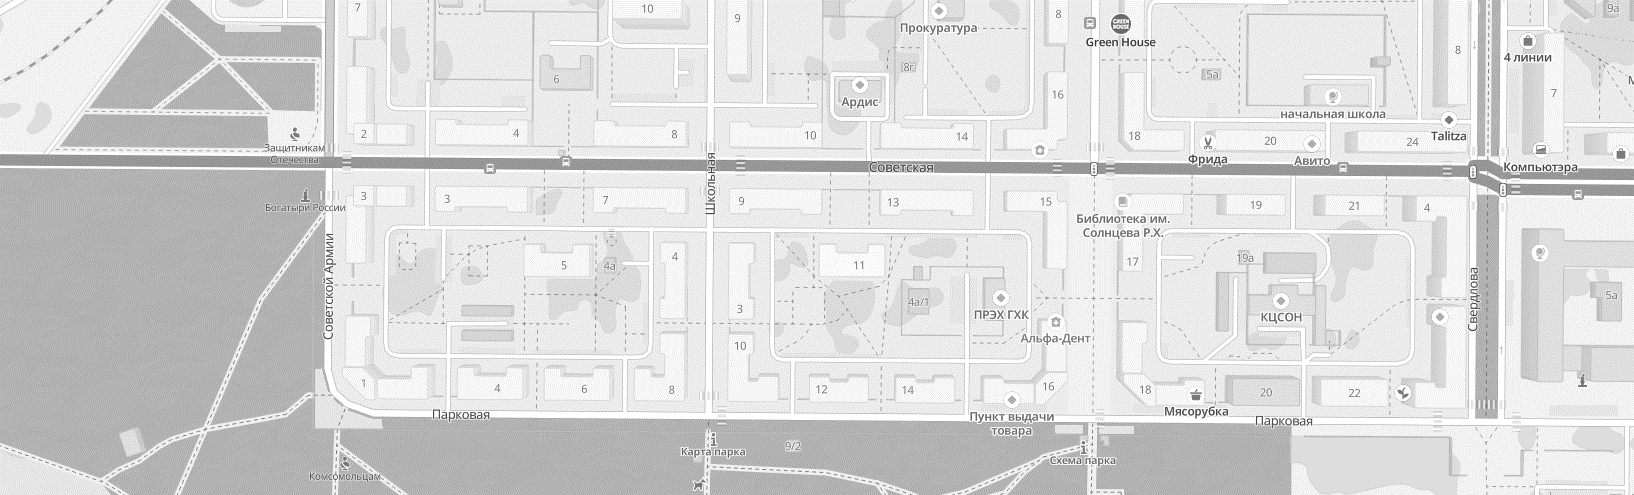 7
10
9
8
GREEN HOUSE
Green House
8
9а
Прокуратура
4 линии
6
8г
5а
7
16
Ардис
начальная школа
Защитникам
Отечества
2
4
8
10
14
18
20
24
Talitza
Фрида
Авито
Компьютэра
Советская
Школьная
Богатыри России
3
3
7
9
13
15
Библиотека им.
Солнцева Р.Х.
19
21
4
Советской Армии
5
4а
4
11
17
19а
Свердлова
3
4а/1
ПРЭХ ГХК
КЦСОН
5а
10
Альфа-Дент
1
4
6
8
12
14
16
18
20
22
Парковая
Пункт выдачи
товара
Мясорубка
Парковая
Карта парка
9/2
Схема парка
Комсомольцам